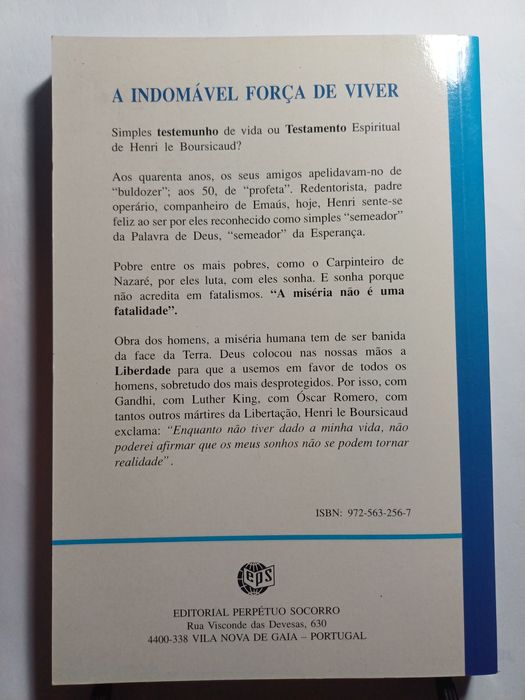 A INDOMÁVEL FORÇA DE VIVER
Simples testemunho de vida ou Testamento Espiritual
de Henri le Boursicaud?
Aos quarenta anos, os seus amigos apelidavam-no de
“buldozer”; aos 50, de “profeta”. Redentorista, padre
operário, companheiro de Emaús, hoje, Henri sente-se
feliz ao ser por eles reconhecido como simples “semeador”
da Palavra de Deus, “semeador” da Esperança.
Pobre entre os mais pobres, como o Carpinteiro de
Nazaré, por eles luta, com eles sonha. E sonha porque
não acredita em fatalismos. “A miséria não é uma
fatalidade”.
Obra dos homens, a miséria humana tem de ser banida
da face da Terra. Deus colocou nas nossas mãos a
Liberdade para que a usemos em favor de todos os
homens, sobretudo dos mais desprotegidos. Por isso, com
Gandhi, com Luther King, com Óscar Romero, com
tantos outros mártires da Libertação, Henri le Boursicaud
exclama: “Enquanto não tiver dado a minha vida, não
poderei afirmar que os meus sonhos não se podem tornar
realidade”.
ISBN: 972-563-256-7
eps
EDITORIAL PERPÉTUO SOCORRO
Rua Visconde das Devesas, 630
4400-338 VILA NOVA DE GAIA – PORTUGAL